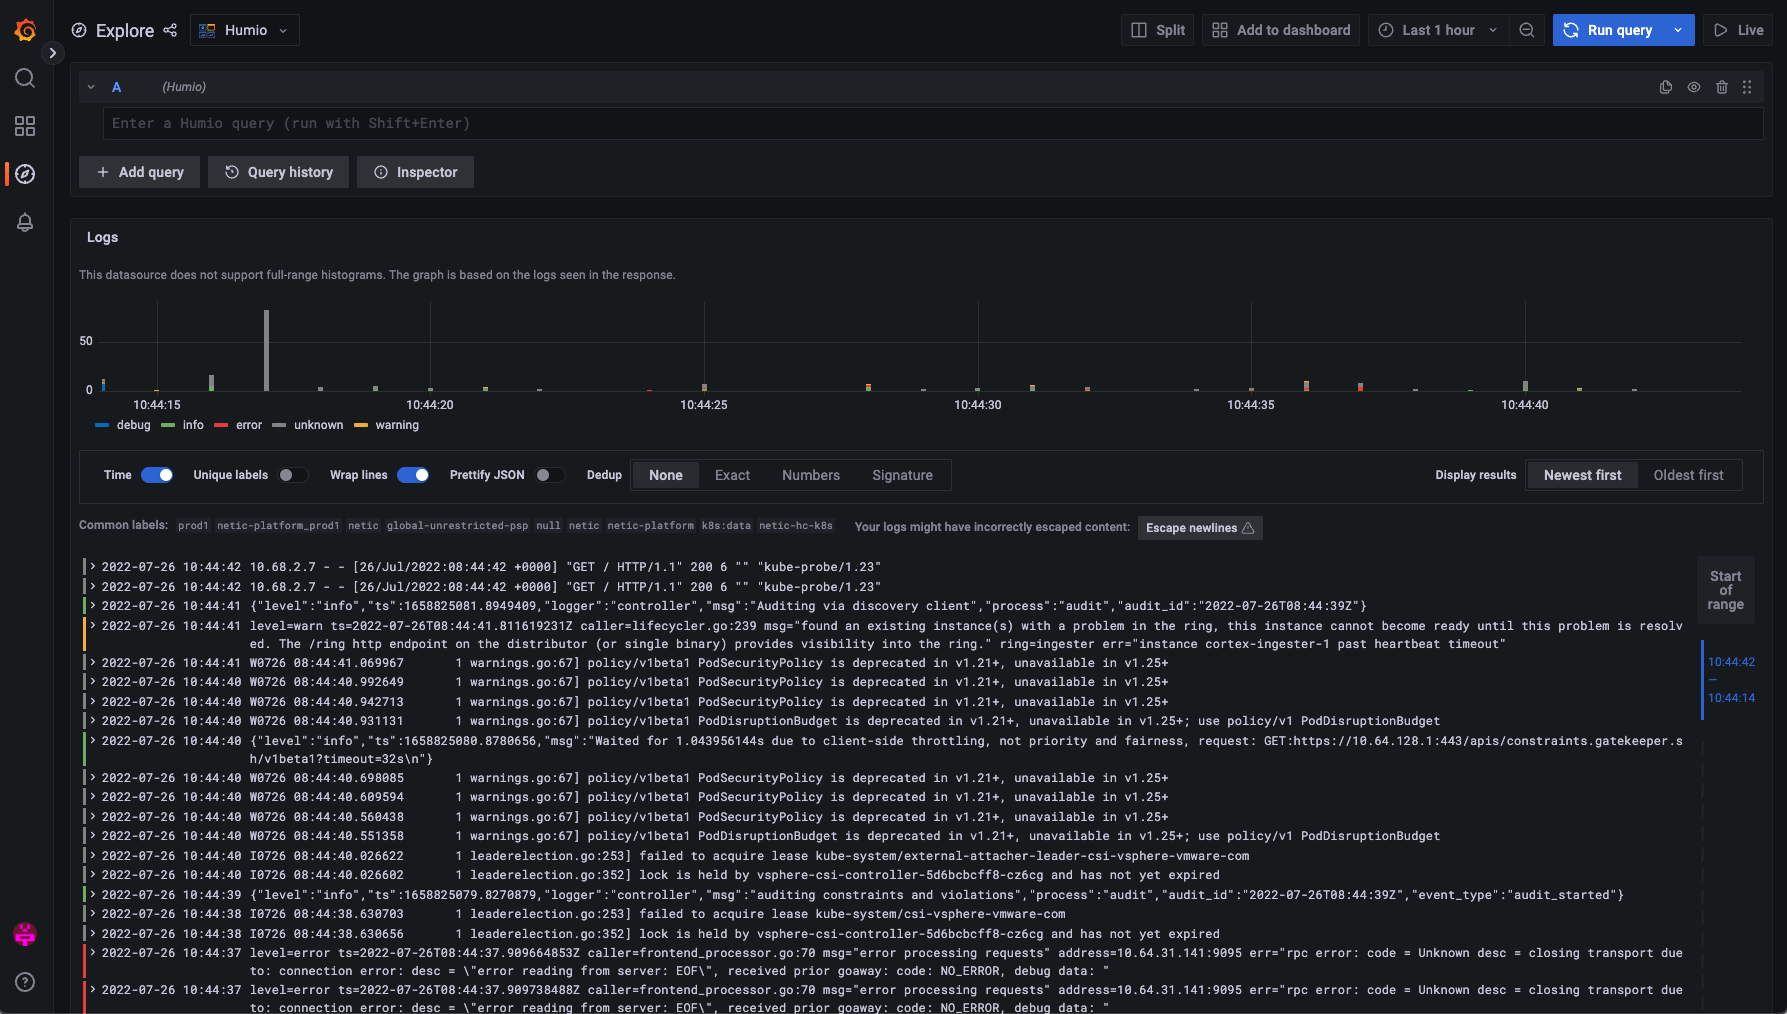 Explore
Humio
Split
Add to dashboard
Last 1 hour
Run query
Live
A
(Humio)
Enter a Humio query (run with Shift+Enter)
Add query
Query history
Inspector
Logs
This datasource does not support full-range histograms. The graph is based on the logs seen in the response.
50
0
10:44:15
10:44:20
10:44:25
10:44:30
10:44:35
10:44:40
debug
info
error
unknown
warning
Time
Unique labels
Wrap lines
Prettify JSON
Dedup
None
Exact
Numbers
Signature
Display results
Newest first
Oldest first
Common labels: prod1 netic-platform_prod1 netic global-unrestricted-psp null netic netic-platform k8s:data netic-hc-k8s
Your logs might have incorrectly escaped content:
Escape newlines
2022-07-26 10:44:42 10.68.2.7 - - [26/Jul/2022:08:44:42 +0000] "GET / HTTP/1.1" 200 6 "" "kube-probe/1.23"
2022-07-26 10:44:42 10.68.2.7 - - [26/Jul/2022:08:44:42 +0000] "GET / HTTP/1.1" 200 6 "" "kube-probe/1.23"
2022-07-26 10:44:41 {"level":"info","ts":1658825081.8949409,"logger":"controller","msg":"Auditing via discovery client","process":"audit","audit_id":"2022-07-26T08:44:39Z"}
2022-07-26 10:44:41 level=warn ts=2022-07-26T08:44:41.811619231Z caller=lifecycler.go:239 msg="found an existing instance(s) with a problem in the ring, this instance cannot become ready until this problem is resolv
ed. The /ring http endpoint on the distributor (or single binary) provides visibility into the ring." ring=ingester err="instance cortex-ingester-1 past heartbeat timeout"
2022-07-26 10:44:41 W0726 08:44:41.069967 1 warnings.go:67] policy/v1beta1 PodSecurityPolicy is deprecated in v1.21+, unavailable in v1.25+
2022-07-26 10:44:40 W0726 08:44:40.992649 1 warnings.go:67] policy/v1beta1 PodSecurityPolicy is deprecated in v1.21+, unavailable in v1.25+
2022-07-26 10:44:40 W0726 08:44:40.942713 1 warnings.go:67] policy/v1beta1 PodSecurityPolicy is deprecated in v1.21+, unavailable in v1.25+
2022-07-26 10:44:40 W0726 08:44:40.931131 1 warnings.go:67] policy/v1beta1 PodDisruptionBudget is deprecated in v1.21+, unavailable in v1.25+; use policy/v1 PodDisruptionBudget
2022-07-26 10:44:40 {"level":"info","ts":1658825080.8780656,"msg":"Waited for 1.043956144s due to client-side throttling, not priority and fairness, request: GET:https://10.64.128.1:443/apis/constraints.gatekeeper.s
h/v1beta1?timeout=32s\n"}
2022-07-26 10:44:40 W0726 08:44:40.698085 1 warnings.go:67] policy/v1beta1 PodSecurityPolicy is deprecated in v1.21+, unavailable in v1.25+
2022-07-26 10:44:40 W0726 08:44:40.609594 1 warnings.go:67] policy/v1beta1 PodSecurityPolicy is deprecated in v1.21+, unavailable in v1.25+
2022-07-26 10:44:40 W0726 08:44:40.560438 1 warnings.go:67] policy/v1beta1 PodSecurityPolicy is deprecated in v1.21+, unavailable in v1.25+
2022-07-26 10:44:40 W0726 08:44:40.551358 1 warnings.go:67] policy/v1beta1 PodDisruptionBudget is deprecated in v1.21+, unavailable in v1.25+; use policy/v1 PodDisruptionBudget
2022-07-26 10:44:40 I0726 08:44:40.026622 1 leaderelection.go:253] failed to acquire lease kube-system/external-attacher-leader-csi-vsphere-vmware-com
2022-07-26 10:44:40 I0726 08:44:40.026602 1 leaderelection.go:352] lock is held by vsphere-csi-controller-5d6bcbcff8-cz6cg and has not yet expired
2022-07-26 10:44:39 {"level":"info","ts":1658825079.8270879,"logger":"controller","msg":"auditing constraints and violations","process":"audit","audit_id":"2022-07-26T08:44:39Z","event_type":"audit_started"}
2022-07-26 10:44:38 I0726 08:44:38.630703 1 leaderelection.go:253] failed to acquire lease kube-system/csi-vsphere-vmware-com
2022-07-26 10:44:38 I0726 08:44:38.630656 1 leaderelection.go:352] lock is held by vsphere-csi-controller-5d6bcbcff8-cz6cg and has not yet expired
2022-07-26 10:44:37 level=error ts=2022-07-26T08:44:37.909664853Z caller=frontend_processor.go:70 msg="error processing requests" address=10.64.31.141:9095 err="rpc error: code = Unknown desc = closing transport due
to: connection error: desc = \"error reading from server: EOF\", received prior goaway: code: NO_ERROR, debug data: "
2022-07-26 10:44:37 level=error ts=2022-07-26T08:44:37.909738488Z caller=frontend_processor.go:70 msg="error processing requests" address=10.64.31.141:9095 err="rpc error: code = Unknown desc = closing transport due
to: connection error: desc = \"error reading from server: EOF\", received prior goaway: code: NO_ERROR, debug data: "
Start
of
range
10:44:42
—
10:44:14